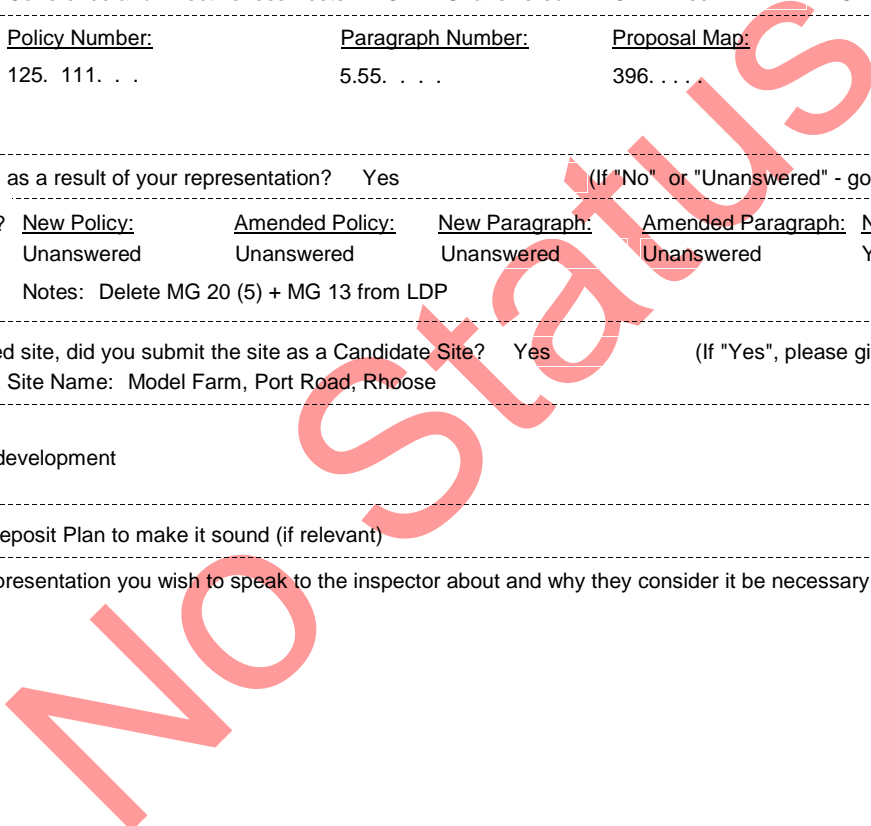 Policy Number: Paragraph Number: Proposal Map:
125. 111. . . 5.55. . . . 396. . . . .
as a result of your representation? Yes (If "No" or "Unanswered" - go
? New Policy: Amended Policy: New Paragraph: Amended Paragraph: N
Unanswered Unanswered Unanswered Unanswered Y
Notes: Delete MG 20 (5) + MG 13 from LDP
ed site, did you submit the site as a Candidate Site? Yes (If "Yes", please gi
Site Name: Model Farm, Port Road, Rhoose
development
eposit Plan to make it sound (if relevant)
presentation you wish to speak to the inspector about and why they consider it be necessary
No Status